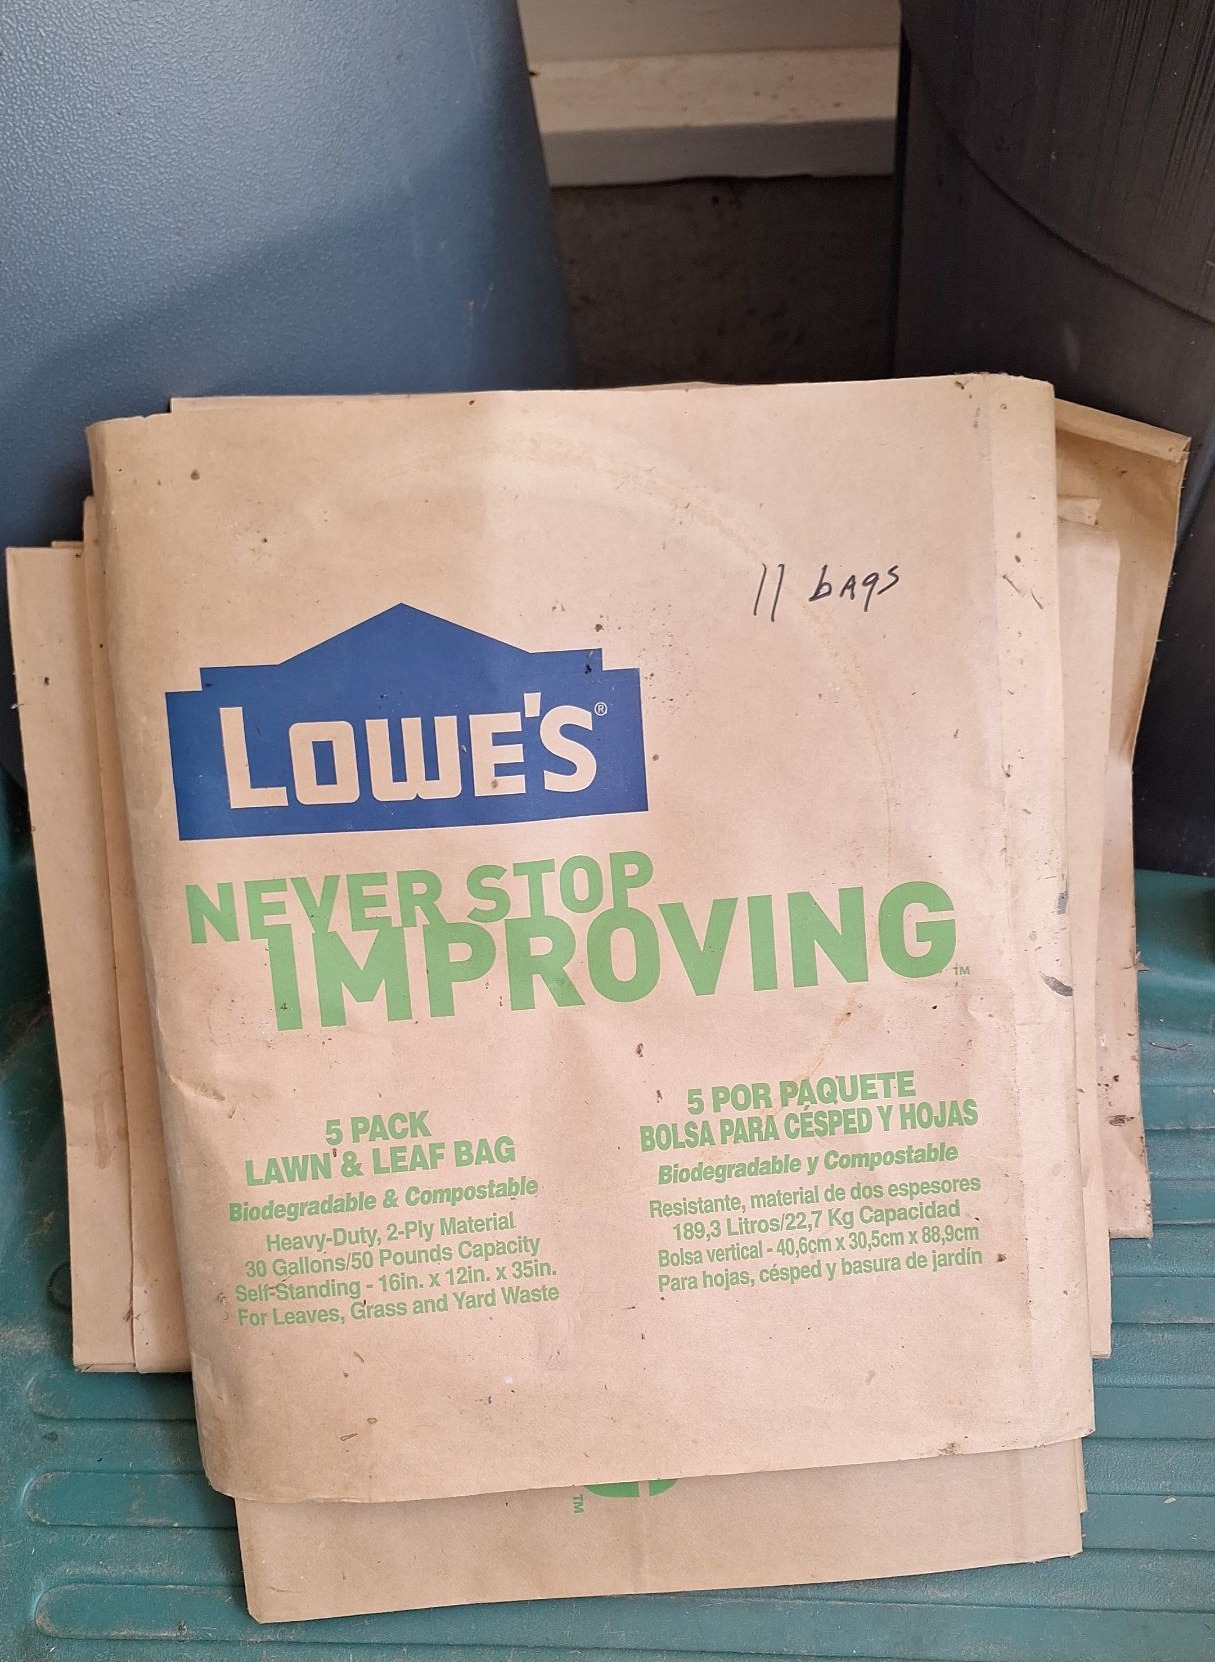 11 bags
LOWE'S®
NEVER STOP
IMPROVING™
5 PACK
LAWN & LEAF BAG
Biodegradable & Compostable
Heavy-Duty, 2-Ply Material
30 Gallons/50 Pounds Capacity
Self-Standing - 16in. x 12in. x 35in.
For Leaves, Grass and Yard Waste
5 POR PAQUETE
BOLSA PARA CÉSPED Y HOJAS
Biodegradable y Compostable
Resistante, material de dos espesores
189,3 Litros/22,7 Kg Capacidad
Bolsa vertical - 40,6cm x 30,5cm x 88,9cm
Para hojas, césped y basura de jardín
TM